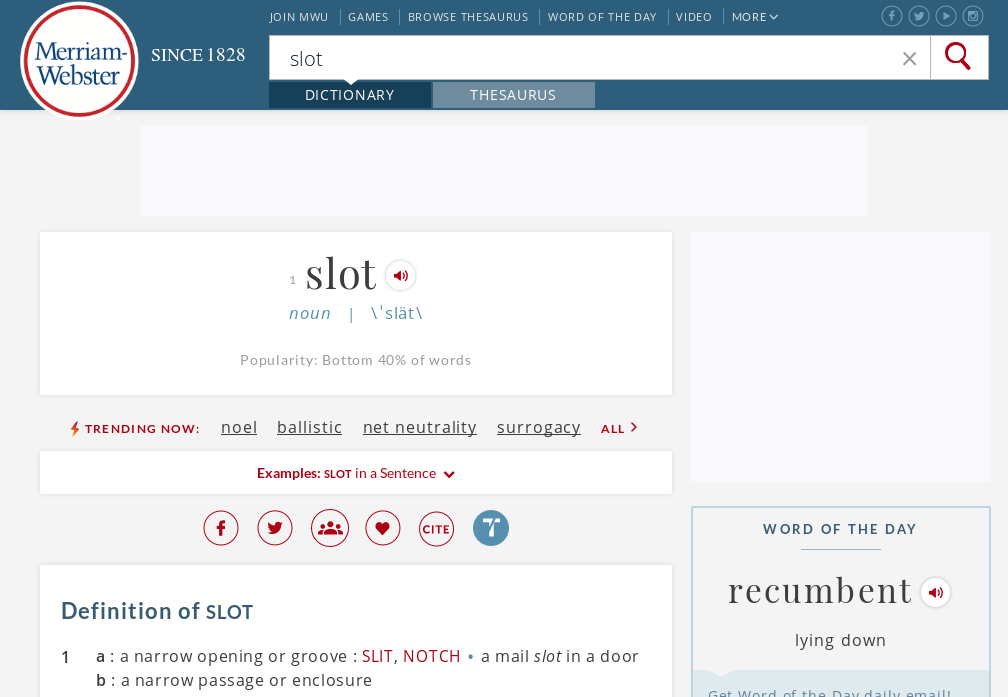 JOIN MWU GAMES BROWSE THESAURUS WORD OF THE DAY VIDEO MORE
Merriam-
Webster
SINCE 1828
slot
DICTIONARY THESAURUS
1 slot
noun | \ˈslät\
Popularity: Bottom 40% of words
TRENDING NOW: noel ballistic net neutrality surrogacy ALL
Examples: SLOT in a Sentence
CITE
7
Definition of SLOT
1 a : a narrow opening or groove : SLIT, NOTCH • a mail slot in a door
b : a narrow passage or enclosure
WORD OF THE DAY
recumbent
lying down
Get Word of the Day daily email!